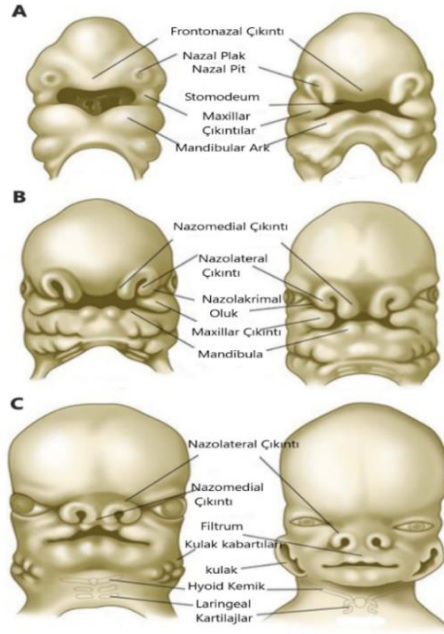 A
Frontonazal Çıkıntı
Nazal Plak
Nazal Pit
Stomodeum
Maxillar
Çıkıntılar
Mandibular Ark
B
Nazomedial Çıkıntı
Nazolateral
Çıkıntı
Nazolakrimal
Oluk
Maxillar Çıkıntı
Mandibula
C
Nazolateral Çıkıntı
Nazomedial
Çıkıntı
Filtrum
Kulak kabartıları
kulak
Hyoid Kemik
Laringeal
Kartilajlar